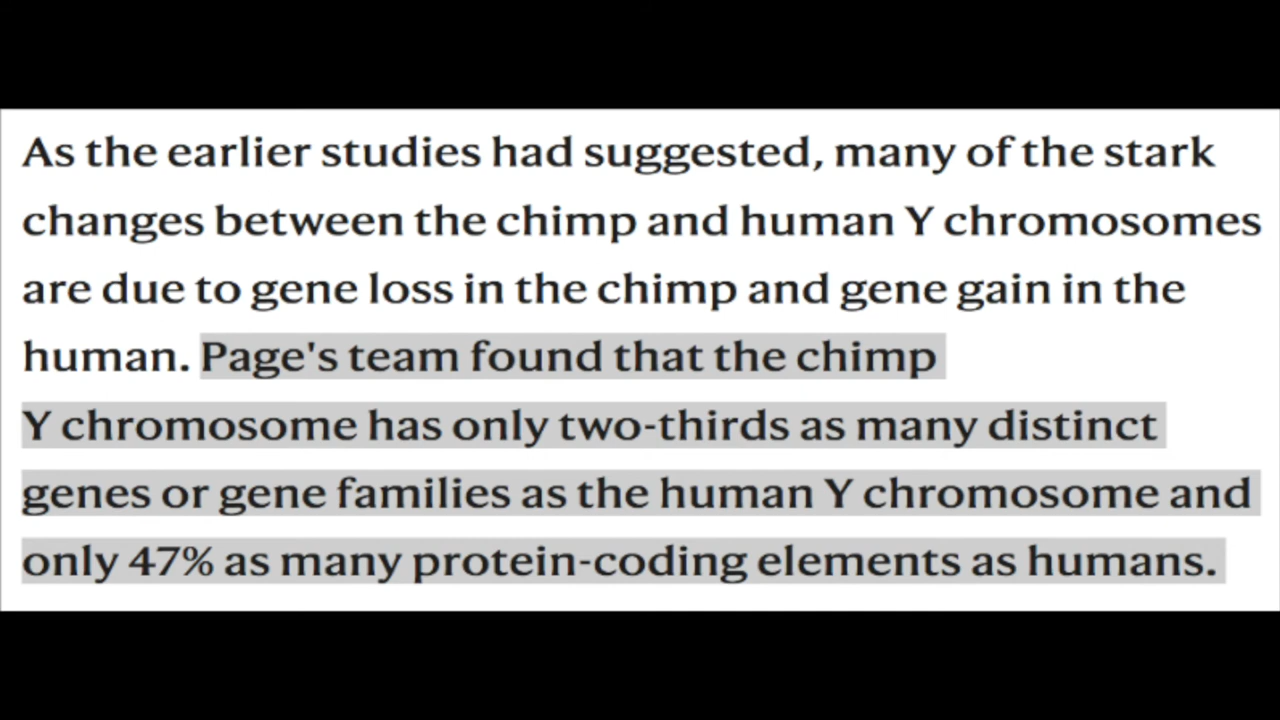 As the earlier studies had suggested, many of the stark
changes between the chimp and human Y chromosomes
are due to gene loss in the chimp and gene gain in the
human. Page's team found that the chimp
Y chromosome has only two-thirds as many distinct
genes or gene families as the human Y chromosome and
only 47% as many protein-coding elements as humans.